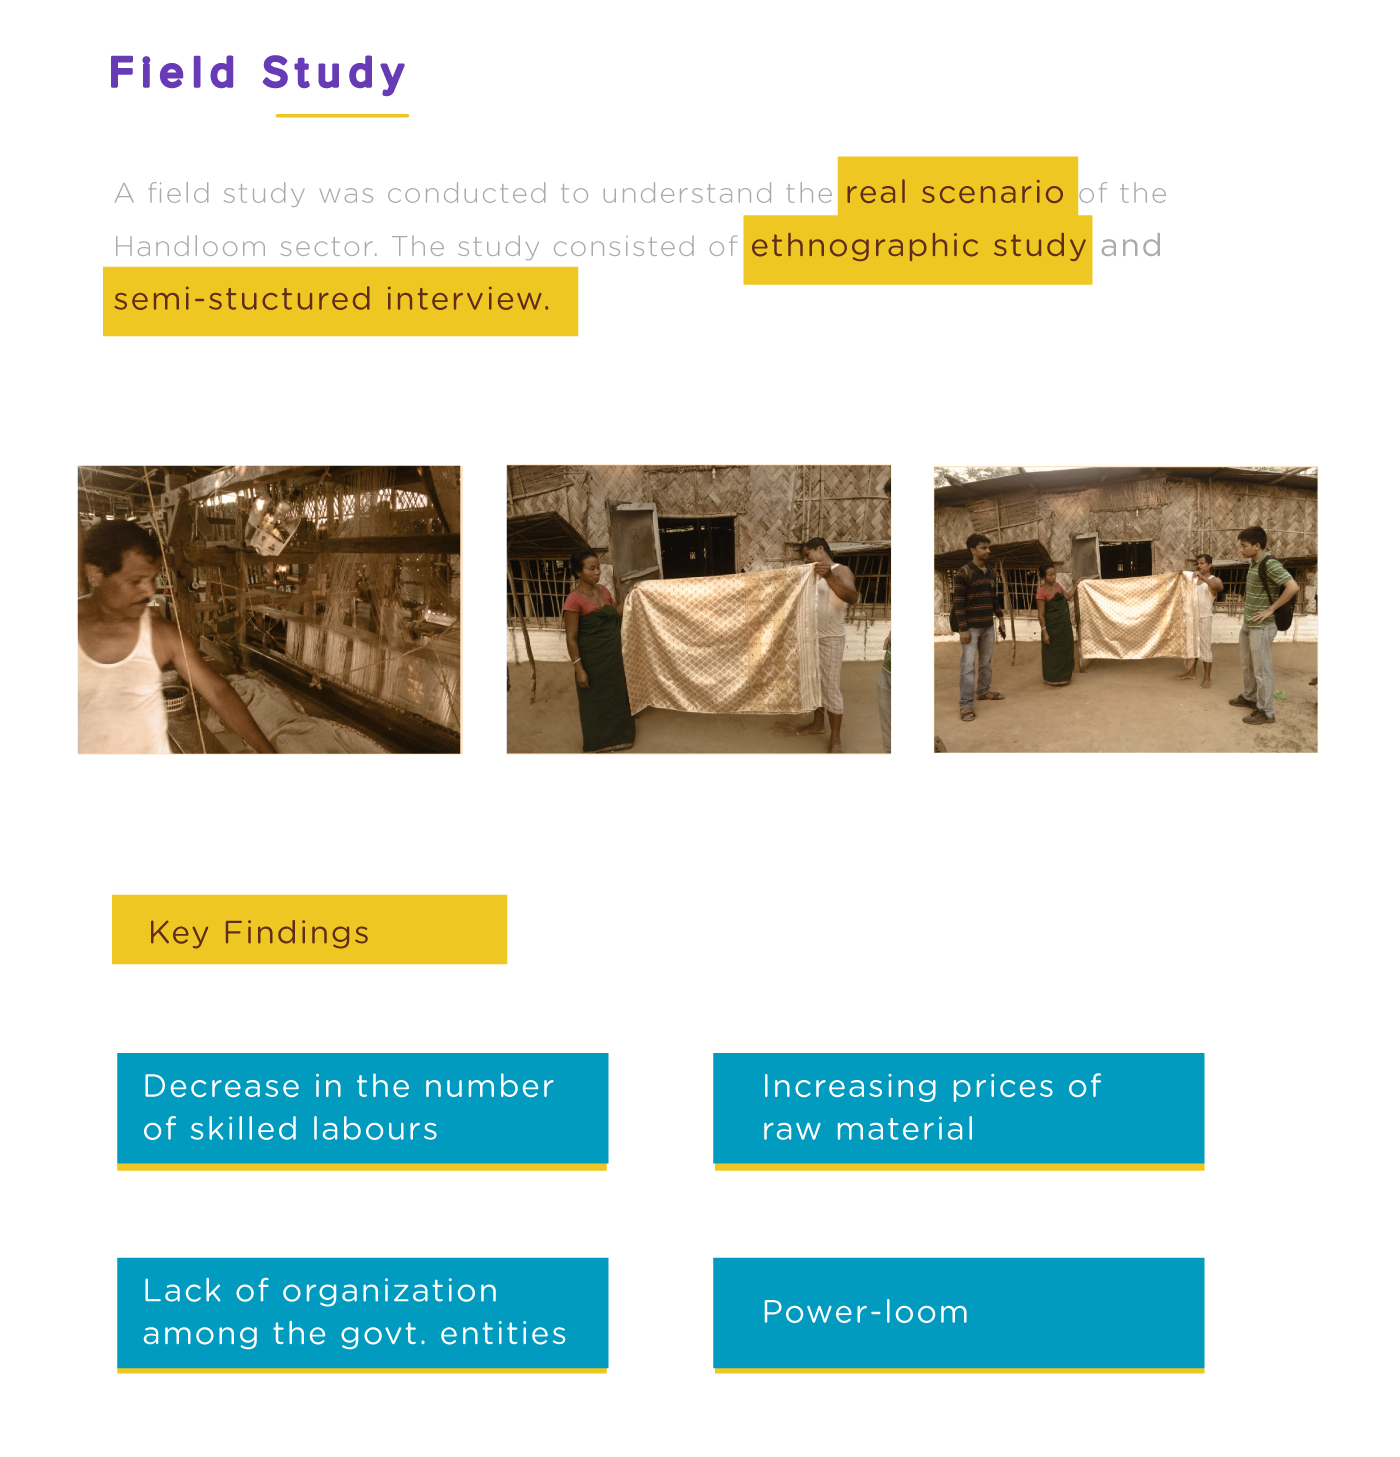 Field Study
A field study was conducted to understand the real scenario of the
Handloom sector. The study consisted of ethnographic study and
semi-stuctured interview.
Key Findings
Decrease in the number
of skilled labours
Increasing prices of
raw material
Lack of organization
among the govt. entities
Power-loom